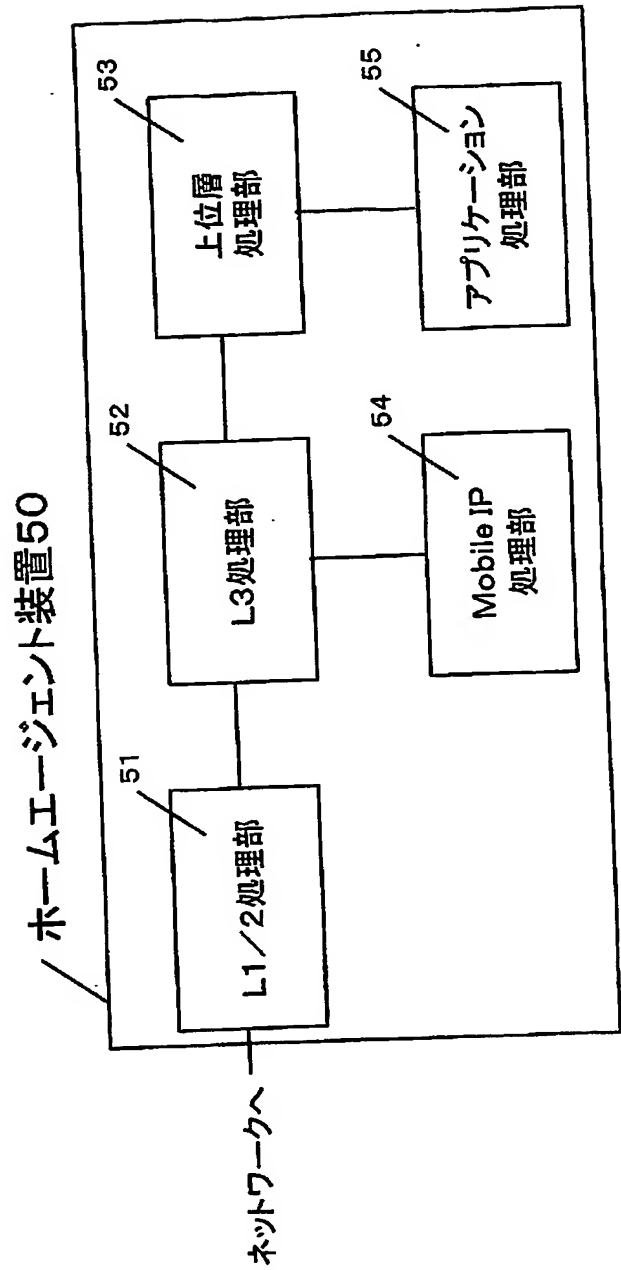 ホームエージェント装置50
ネットワークへ
51
L1/2処理部
52
L3処理部
53
上位層
処理部
54
Mobile IP
処理部
55
アプリケーション
処理部